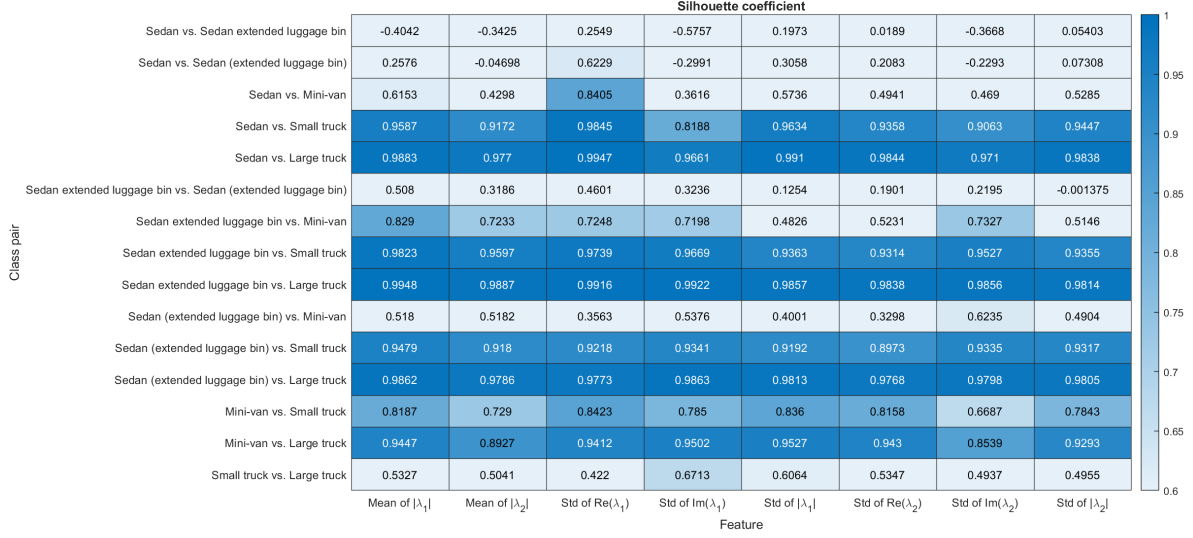 Silhouette coefficient
Sedan vs. Sedan extended luggage bin -0.4042 -0.3425 0.2549 -0.5757 0.1973 0.0189 -0.3668 0.05403
Sedan vs. Sedan (extended luggage bin) 0.2576 -0.04698 0.6229 -0.2991 0.3058 0.2083 -0.2293 0.07308
Sedan vs. Mini-van 0.6153 0.4298 0.8405 0.3616 0.5736 0.4941 0.469 0.5285
Sedan vs. Small truck 0.9587 0.9172 0.9845 0.8188 0.9634 0.9358 0.9063 0.9447
Sedan vs. Large truck 0.9883 0.977 0.9947 0.9661 0.991 0.9844 0.971 0.9838
Sedan extended luggage bin vs. Sedan (extended luggage bin) 0.508 0.3186 0.4601 0.3236 0.1254 0.1901 0.2195 -0.001375
Sedan extended luggage bin vs. Mini-van 0.829 0.7233 0.7248 0.7198 0.4826 0.5231 0.7327 0.5146
Sedan extended luggage bin vs. Small truck 0.9823 0.9597 0.9739 0.9669 0.9363 0.9314 0.9527 0.9355
Sedan extended luggage bin vs. Large truck 0.9948 0.9887 0.9916 0.9922 0.9857 0.9838 0.9856 0.9814
Sedan (extended luggage bin) vs. Mini-van 0.518 0.5182 0.3563 0.5376 0.4001 0.3298 0.6235 0.4904
Sedan (extended luggage bin) vs. Small truck 0.9479 0.918 0.9218 0.9341 0.9192 0.8973 0.9335 0.9317
Sedan (extended luggage bin) vs. Large truck 0.9862 0.9786 0.9773 0.9863 0.9813 0.9768 0.9798 0.9805
Mini-van vs. Small truck 0.8187 0.729 0.8423 0.785 0.836 0.8158 0.6687 0.7843
Mini-van vs. Large truck 0.9447 0.8927 0.9412 0.9502 0.9527 0.943 0.8539 0.9293
Small truck vs. Large truck 0.5327 0.5041 0.422 0.6713 0.6064 0.5347 0.4937 0.4955
Mean of |λ₁| Mean of |λ₂| Std of Re(λ₁) Std of Im(λ₁) Std of |λ₁| Std of Re(λ₂) Std of Im(λ₂) Std of |λ₂|
Feature
Class pair
1
0.95
0.9
0.85
0.8
0.75
0.7
0.65
0.6